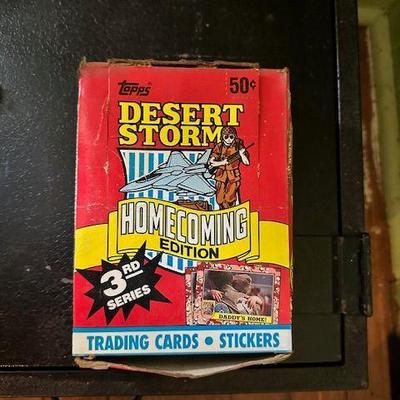 Topps
50¢
DESERT
STORM
HOMECOMING
EDITION
3RD
SERIES
DADDY'S HOME!
TRADING CARDS • STICKERS